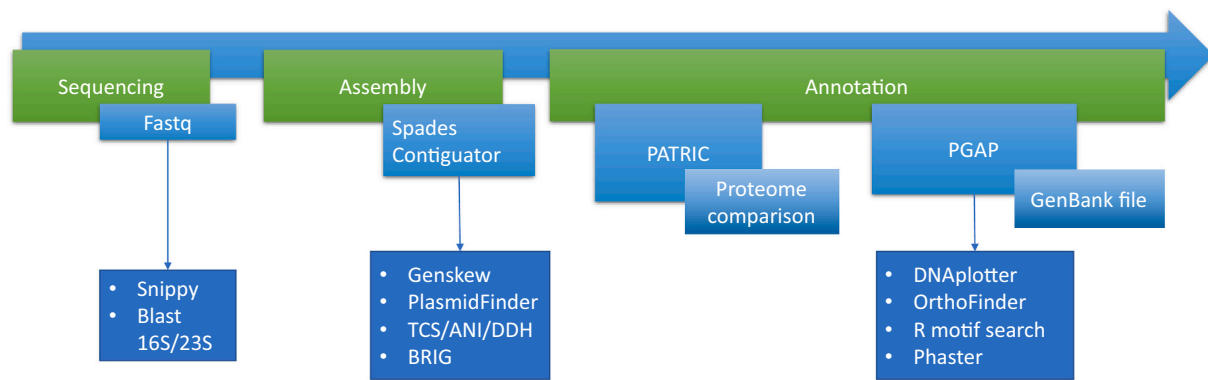 Sequencing
Assembly
Annotation
Fastq
Spades
Contiguator
PATRIC
PGAP
Proteome
comparison
GenBank file
• Snippy
• Blast
16S/23S
• Genskew
• PlasmidFinder
• TCS/ANI/DDH
• BRIG
• DNAplotter
• OrthoFinder
• R motif search
• Phaster